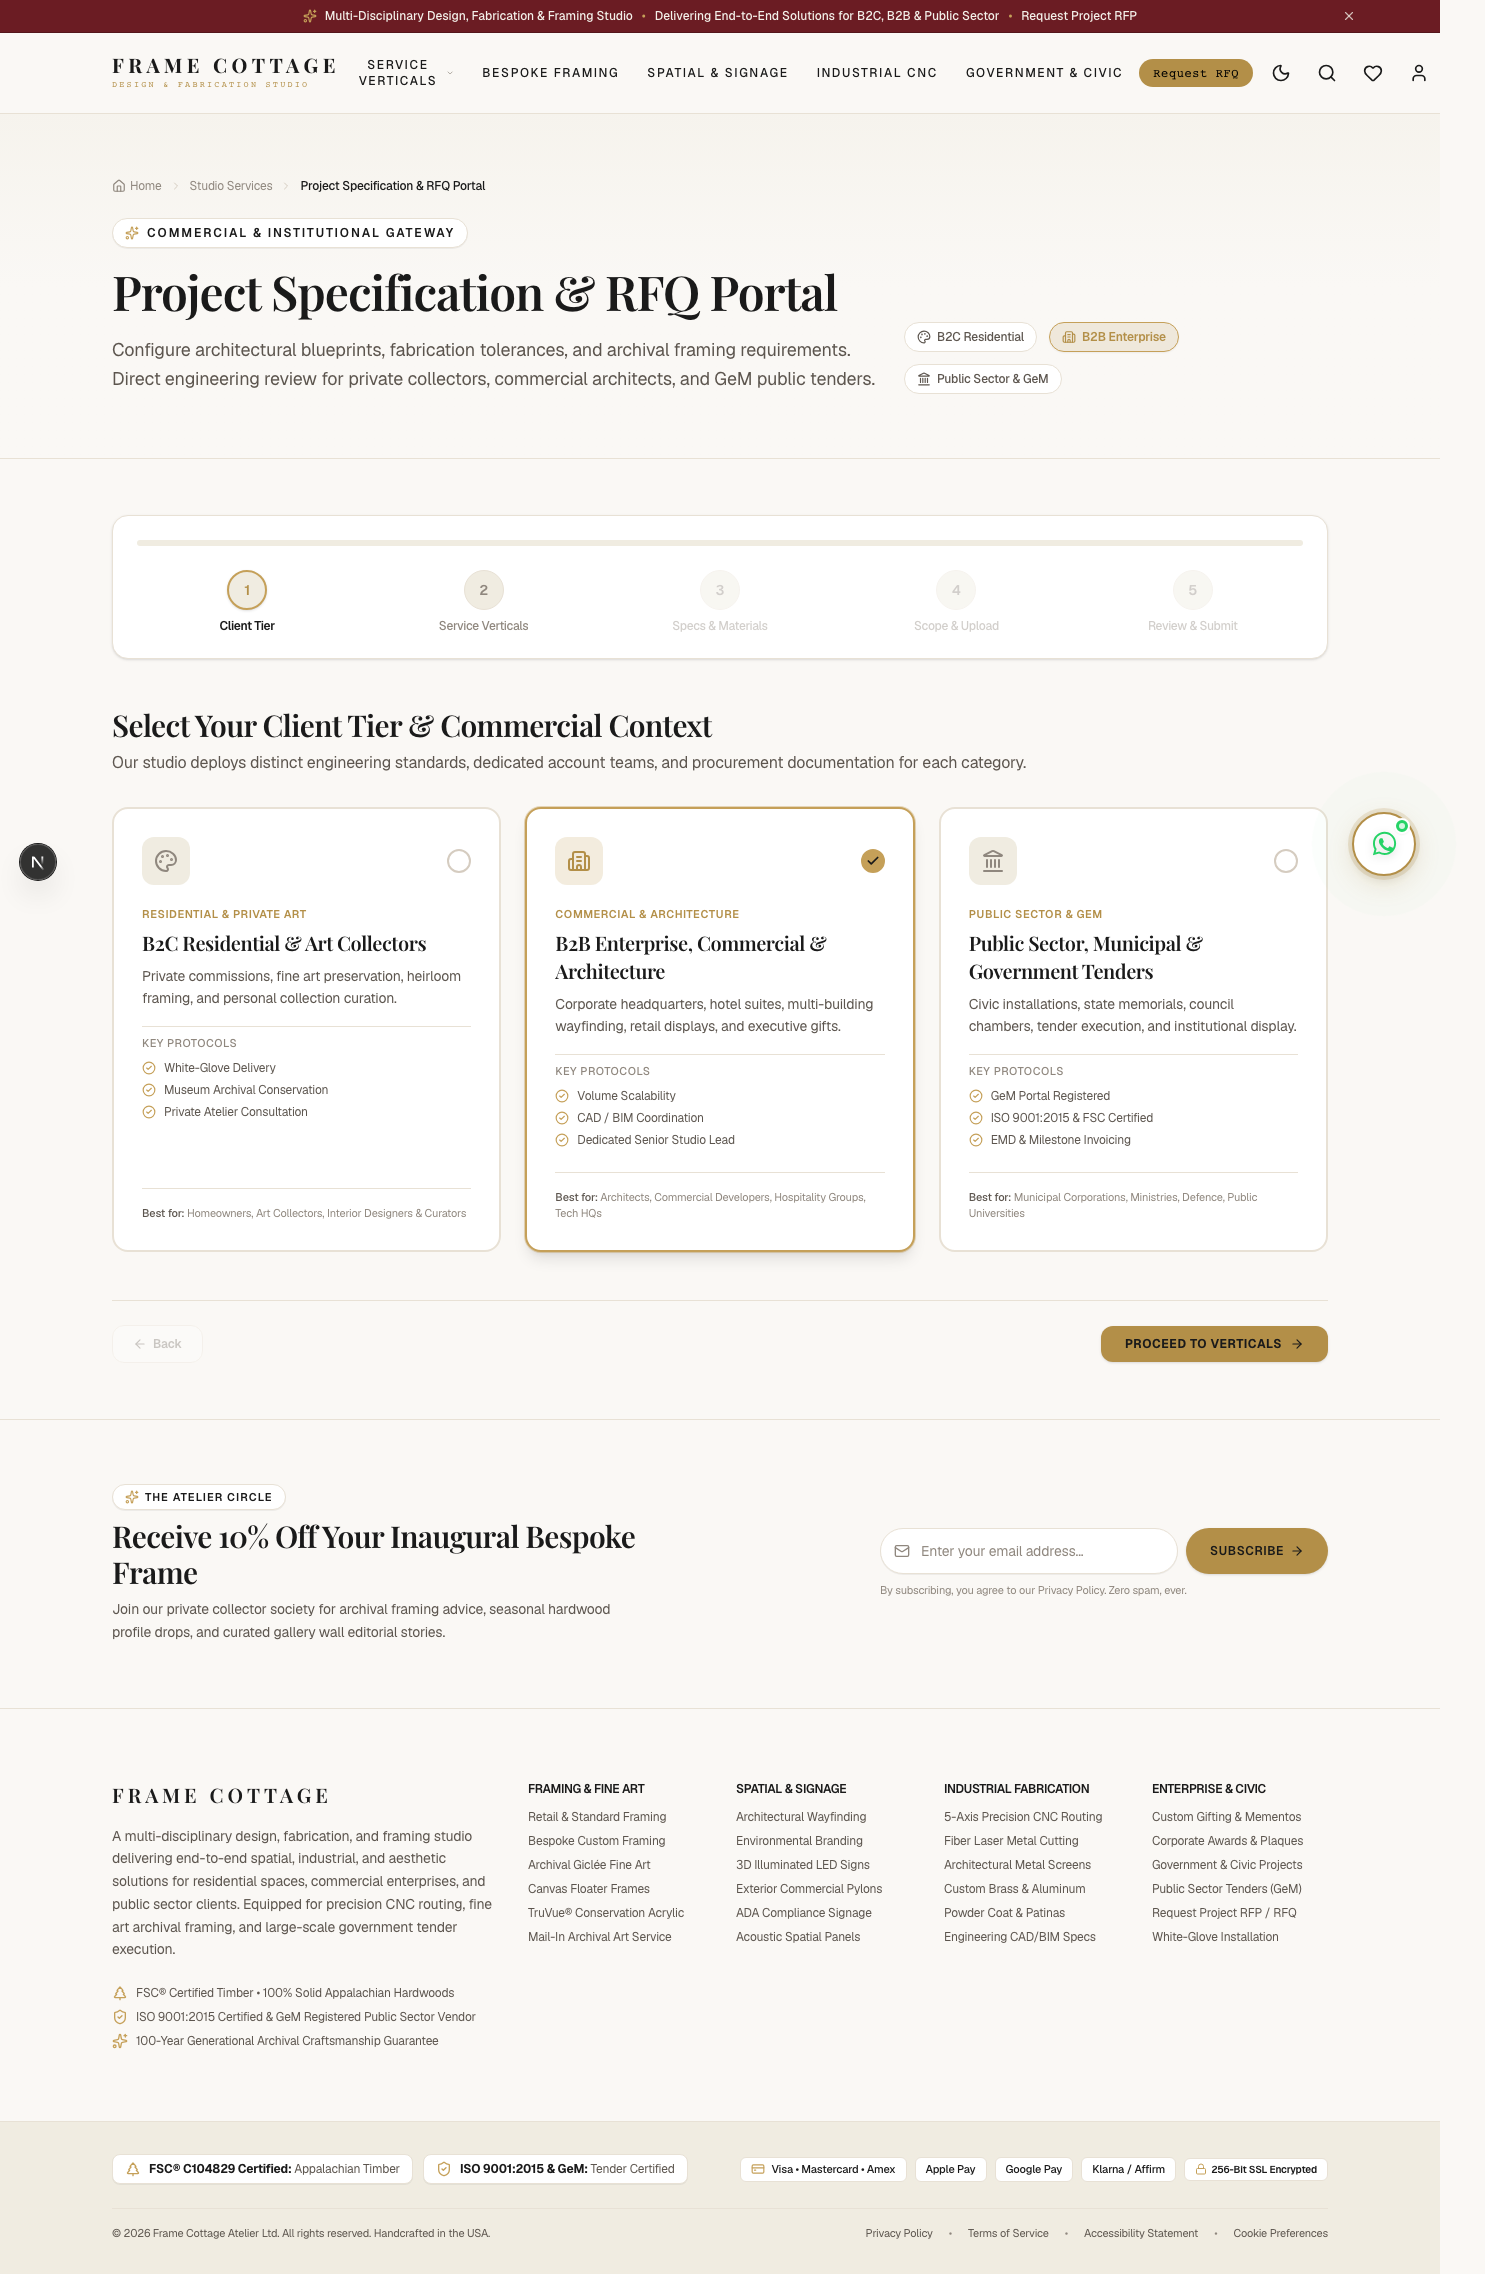 Multi-Disciplinary Design, Fabrication & Framing Studio • Delivering End-to-End Solutions for B2C, B2B & Public Sector • Request Project RFP
FRAME COTTAGE
DESIGN & FABRICATION STUDIO
SERVICE
VERTICALS
BESPOKE FRAMING
SPATIAL & SIGNAGE
INDUSTRIAL CNC
GOVERNMENT & CIVIC
Request RFQ
Home
Studio Services
Project Specification & RFQ Portal
COMMERCIAL & INSTITUTIONAL GATEWAY
Project Specification & RFQ Portal
Configure architectural blueprints, fabrication tolerances, and archival framing requirements.
Direct engineering review for private collectors, commercial architects, and GeM public tenders.
B2C Residential
B2B Enterprise
Public Sector & GeM
1
2
3
4
5
Client Tier
Service Verticals
Specs & Materials
Scope & Upload
Review & Submit
Select Your Client Tier & Commercial Context
Our studio deploys distinct engineering standards, dedicated account teams, and procurement documentation for each category.
RESIDENTIAL & PRIVATE ART
B2C Residential & Art Collectors
Private commissions, fine art preservation, heirloom
framing, and personal collection curation.
KEY PROTOCOLS
White-Glove Delivery
Museum Archival Conservation
Private Atelier Consultation
Best for: Homeowners, Art Collectors, Interior Designers & Curators
COMMERCIAL & ARCHITECTURE
B2B Enterprise, Commercial &
Architecture
Corporate headquarters, hotel suites, multi-building
wayfinding, retail displays, and executive gifts.
KEY PROTOCOLS
Volume Scalability
CAD / BIM Coordination
Dedicated Senior Studio Lead
Best for: Architects, Commercial Developers, Hospitality Groups,
Tech HQs
PUBLIC SECTOR & GEM
Public Sector, Municipal &
Government Tenders
Civic installations, state memorials, council
chambers, tender execution, and institutional display.
KEY PROTOCOLS
GeM Portal Registered
ISO 9001:2015 & FSC Certified
EMD & Milestone Invoicing
Best for: Municipal Corporations, Ministries, Defence, Public
Universities
N
Back
PROCEED TO VERTICALS
THE ATELIER CIRCLE
Receive 10% Off Your Inaugural Bespoke
Frame
Join our private collector society for archival framing advice, seasonal hardwood
profile drops, and curated gallery wall editorial stories.
Enter your email address...
SUBSCRIBE
By subscribing, you agree to our Privacy Policy. Zero spam, ever.
FRAME COTTAGE
A multi-disciplinary design, fabrication, and framing studio
delivering end-to-end spatial, industrial, and aesthetic
solutions for residential spaces, commercial enterprises, and
public sector clients. Equipped for precision CNC routing, fine
art archival framing, and large-scale government tender
execution.
FSC® Certified Timber • 100% Solid Appalachian Hardwoods
ISO 9001:2015 Certified & GeM Registered Public Sector Vendor
100-Year Generational Archival Craftsmanship Guarantee
FRAMING & FINE ART
Retail & Standard Framing
Bespoke Custom Framing
Archival Giclée Fine Art
Canvas Floater Frames
TruVue® Conservation Acrylic
Mail-In Archival Art Service
SPATIAL & SIGNAGE
Architectural Wayfinding
Environmental Branding
3D Illuminated LED Signs
Exterior Commercial Pylons
ADA Compliance Signage
Acoustic Spatial Panels
INDUSTRIAL FABRICATION
5-Axis Precision CNC Routing
Fiber Laser Metal Cutting
Architectural Metal Screens
Custom Brass & Aluminum
Powder Coat & Patinas
Engineering CAD/BIM Specs
ENTERPRISE & CIVIC
Custom Gifting & Mementos
Corporate Awards & Plaques
Government & Civic Projects
Public Sector Tenders (GeM)
Request Project RFP / RFQ
White-Glove Installation
FSC® C104829 Certified: Appalachian Timber
ISO 9001:2015 & GeM: Tender Certified
Visa • Mastercard • Amex
Apple Pay
Google Pay
Klarna / Affirm
256-Bit SSL Encrypted
© 2026 Frame Cottage Atelier Ltd. All rights reserved. Handcrafted in the USA.
Privacy Policy • Terms of Service • Accessibility Statement • Cookie Preferences